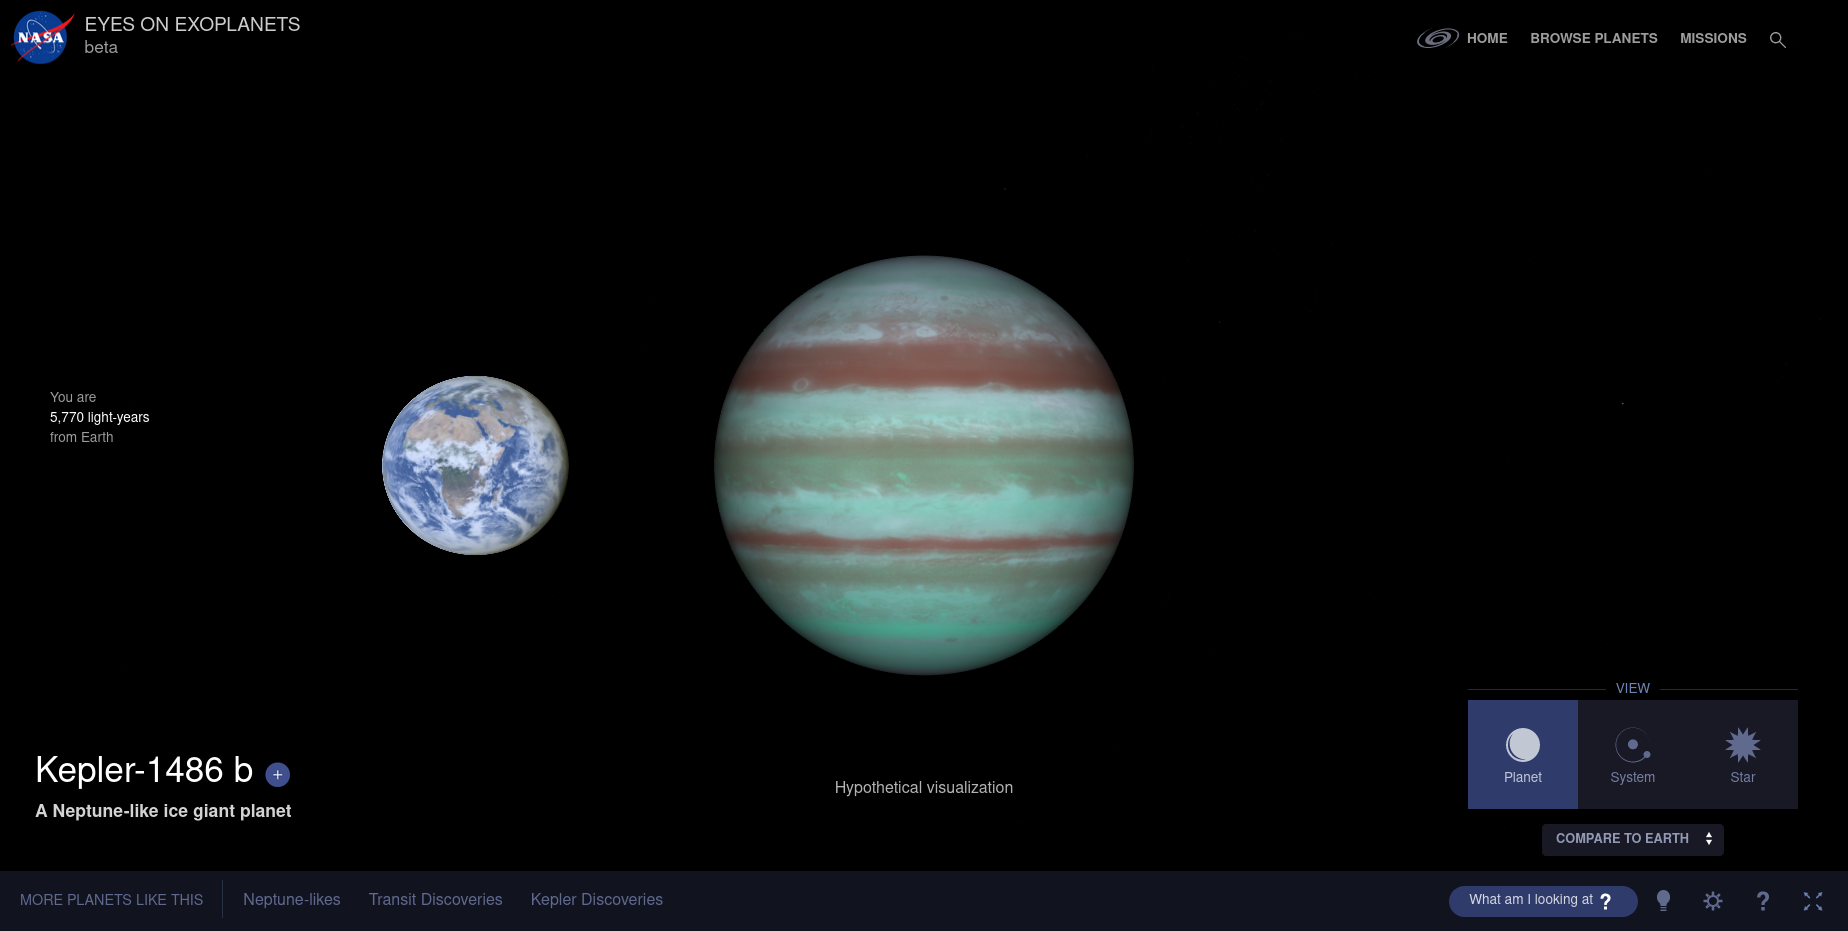 NASA
EYES ON EXOPLANETS
beta
HOME
BROWSE PLANETS
MISSIONS
You are
5,770 light-years
from Earth
Kepler-1486 b +
A Neptune-like ice giant planet
Hypothetical visualization
VIEW
Planet
System
Star
COMPARE TO EARTH
MORE PLANETS LIKE THIS
Neptune-likes
Transit Discoveries
Kepler Discoveries
What am I looking at ?
?